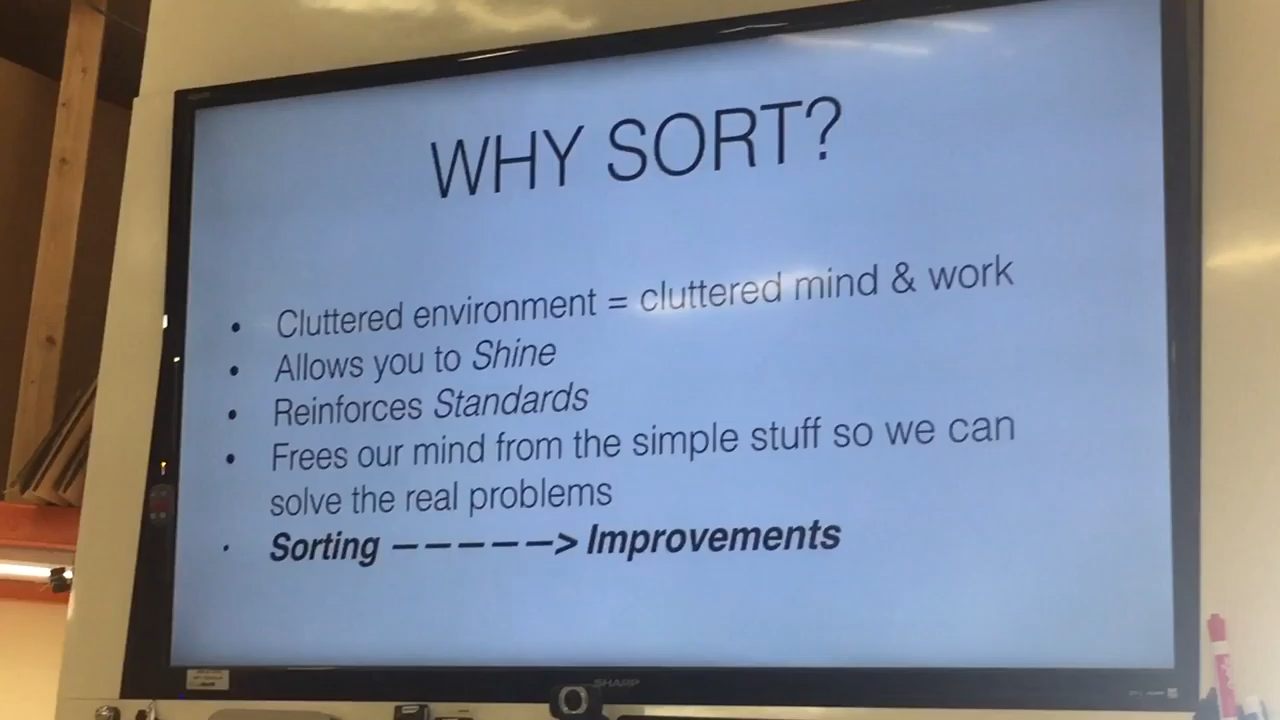 WHY SORT?
• Cluttered environment = cluttered mind & work
• Allows you to Shine
• Reinforces Standards
• Frees our mind from the simple stuff so we can
solve the real problems
• Sorting –––––> Improvements
SHARP